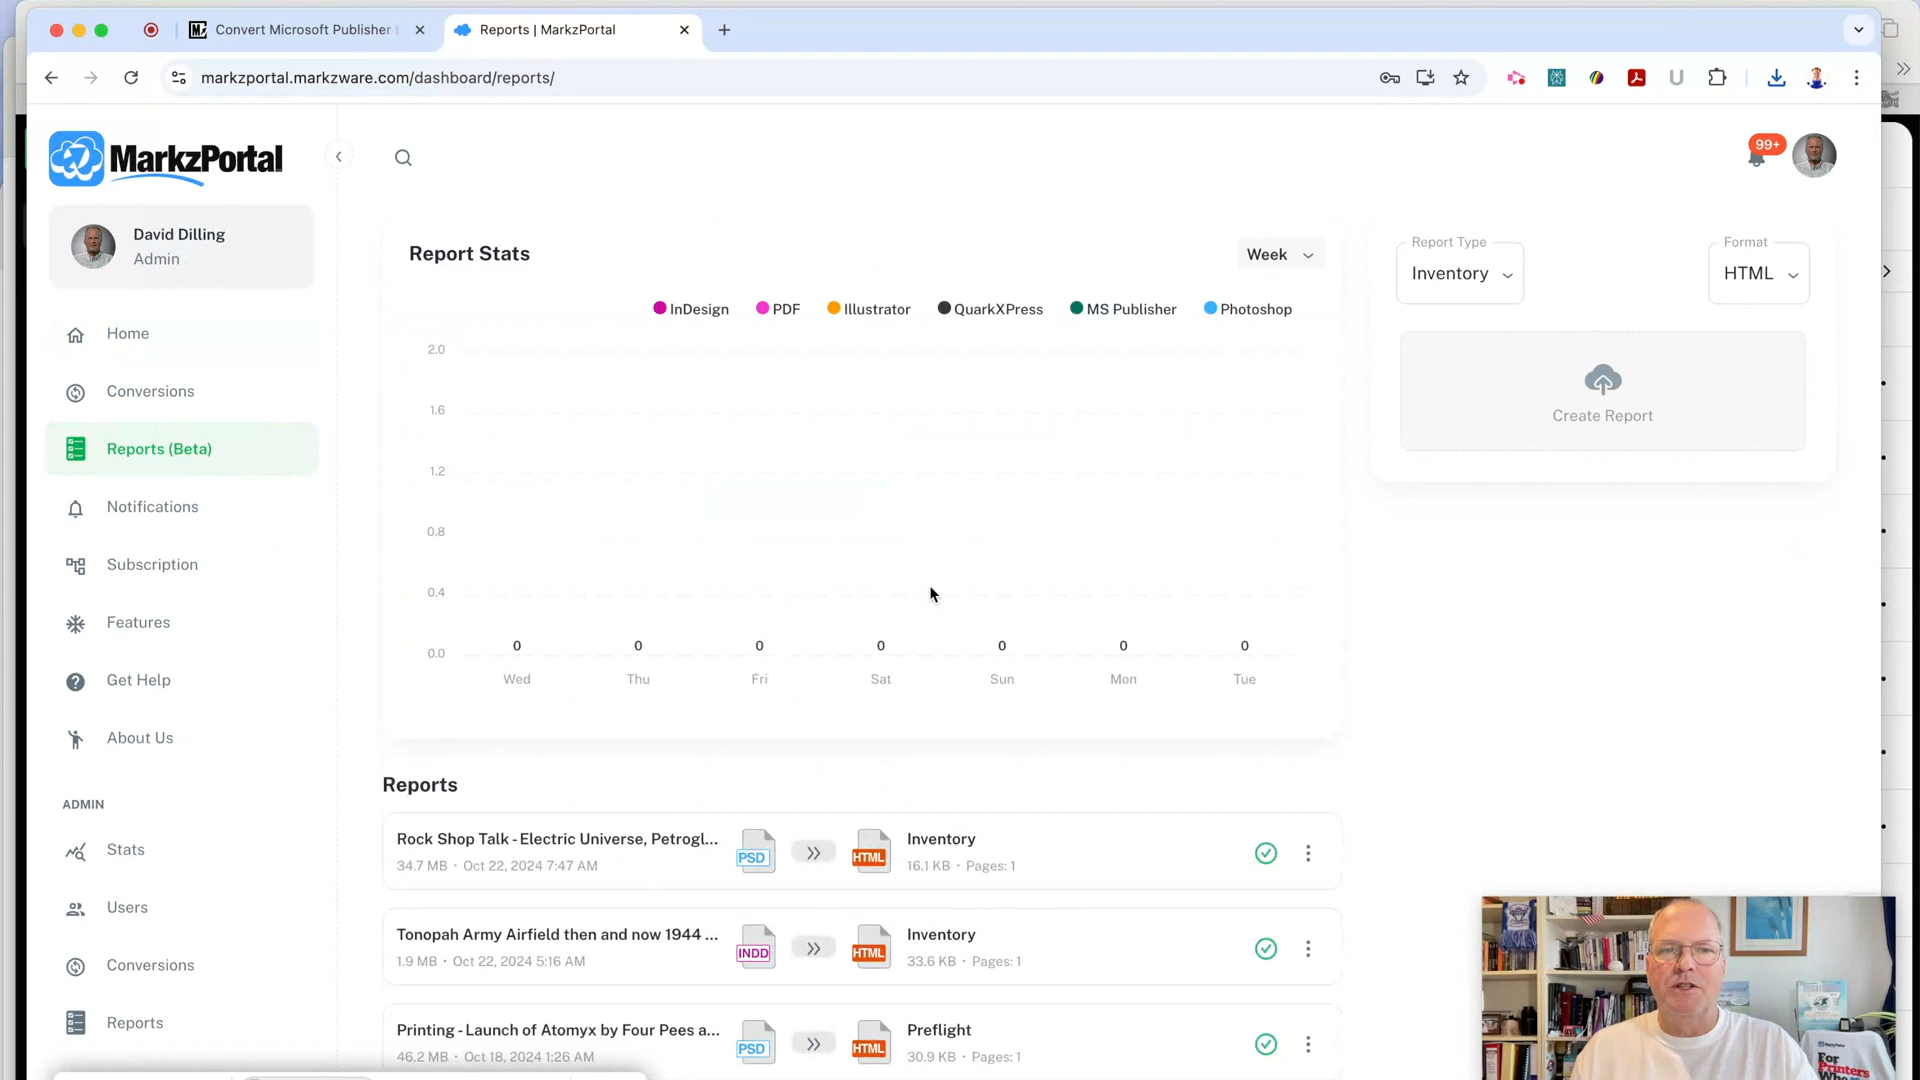 Convert Microsoft Publisher t
Reports | MarkzPortal
markzportal.markzware.com/dashboard/reports/
MarkzPortal
99+
David Dilling
Admin
Home
Conversions
Reports (Beta)
Notifications
Subscription
Features
Get Help
About Us
ADMIN
Stats
Users
Conversions
Reports
Report Stats
Week
InDesign PDF Illustrator QuarkXPress MS Publisher Photoshop
2.0
1.6
1.2
0.8
0.4
0.0
0 0 0 0 0 0 0
Wed Thu Fri Sat Sun Mon Tue
Report Type
Inventory
Format
HTML
Create Report
Reports
Rock Shop Talk - Electric Universe, Petrogl...
34.7 MB • Oct 22, 2024 7:47 AM
PSD
HTML
Inventory
16.1 KB • Pages: 1
Tonopah Army Airfield then and now 1944 ...
1.9 MB • Oct 22, 2024 5:16 AM
INDD
HTML
Inventory
33.6 KB • Pages: 1
Printing - Launch of Atomyx by Four Pees a...
46.2 MB • Oct 18, 2024 1:26 AM
PSD
HTML
Preflight
30.9 KB • Pages: 1
MarkzPortal
For
Printers